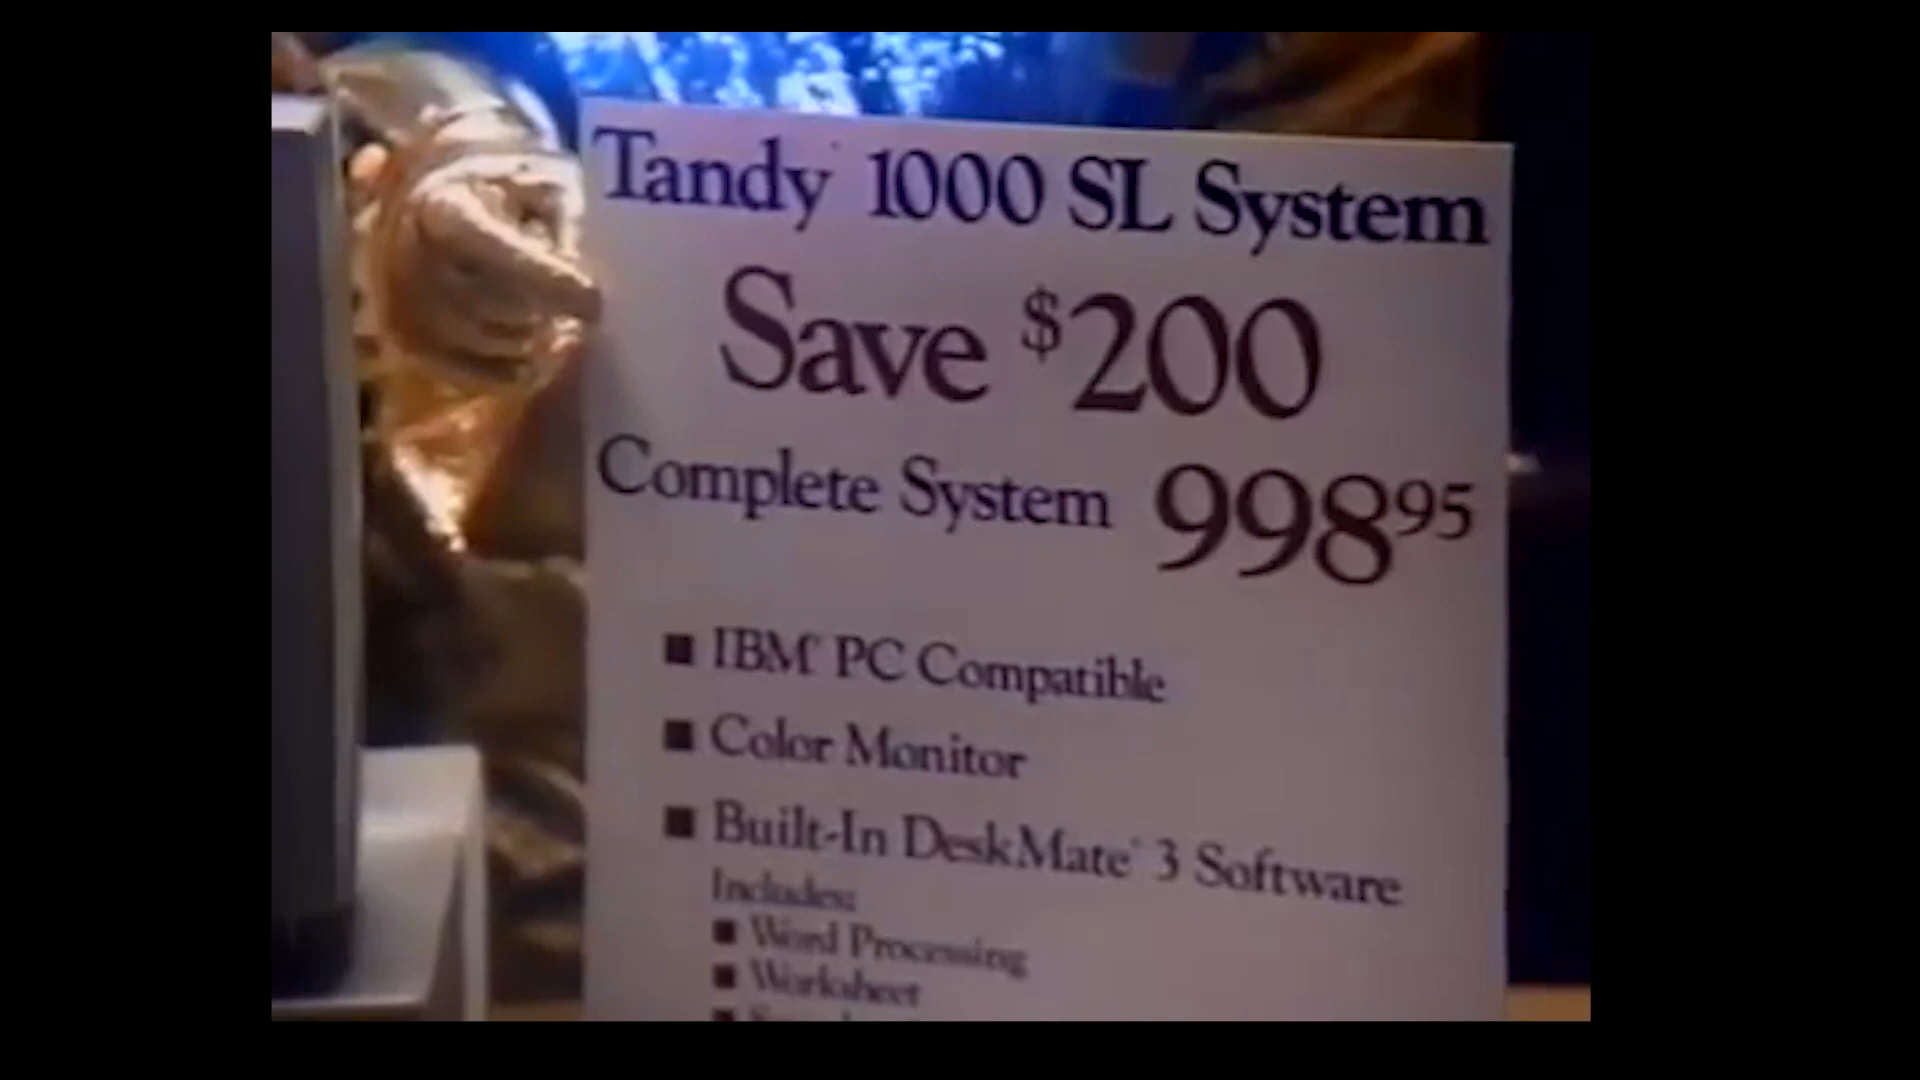 Tandy 1000 SL System
Save $200
Complete System 998 95
■ IBM PC Compatible
■ Color Monitor
■ Built-In DeskMate 3 Software
Includes:
■ Word Processing
■ Worksheet